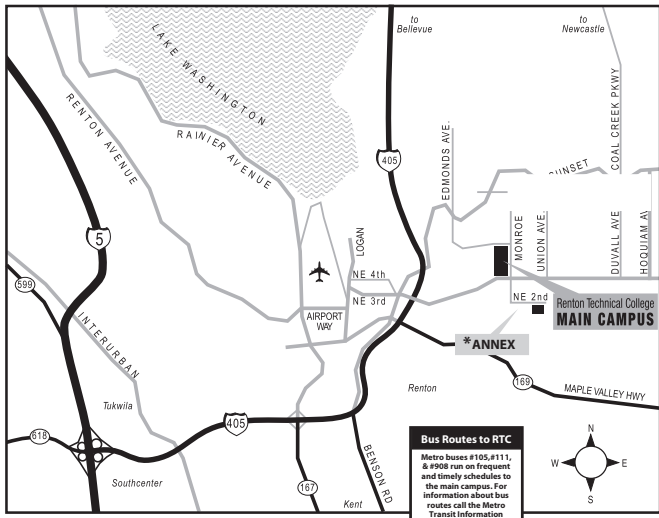 to
Bellevue
to
Newcastle
LAKE WASHINGTON
RENTON AVENUE
RAINIER AVENUE
405
EDMONDS AVE.
COAL CREEK PKWY
5
LOGAN
MONROE
UNION AVE.
DUVALL AVE
NE 4th
599
NE 3rd
NE 2nd
AIRPORT
WAY
Renton Technical College
MAIN CAMPUS
INTERURBAN
*ANNEX
169
MAPLE VALLEY HWY
Renton
Tukwila
405
618
Bus Routes to RTC
Metro buses #105,#111,
& #908 run on frequent
and timely schedules to
the main campus. For
information about bus
routes call the Metro
Transit Information
N
W
E
S
BENSON RD
Southcenter
167
Kent